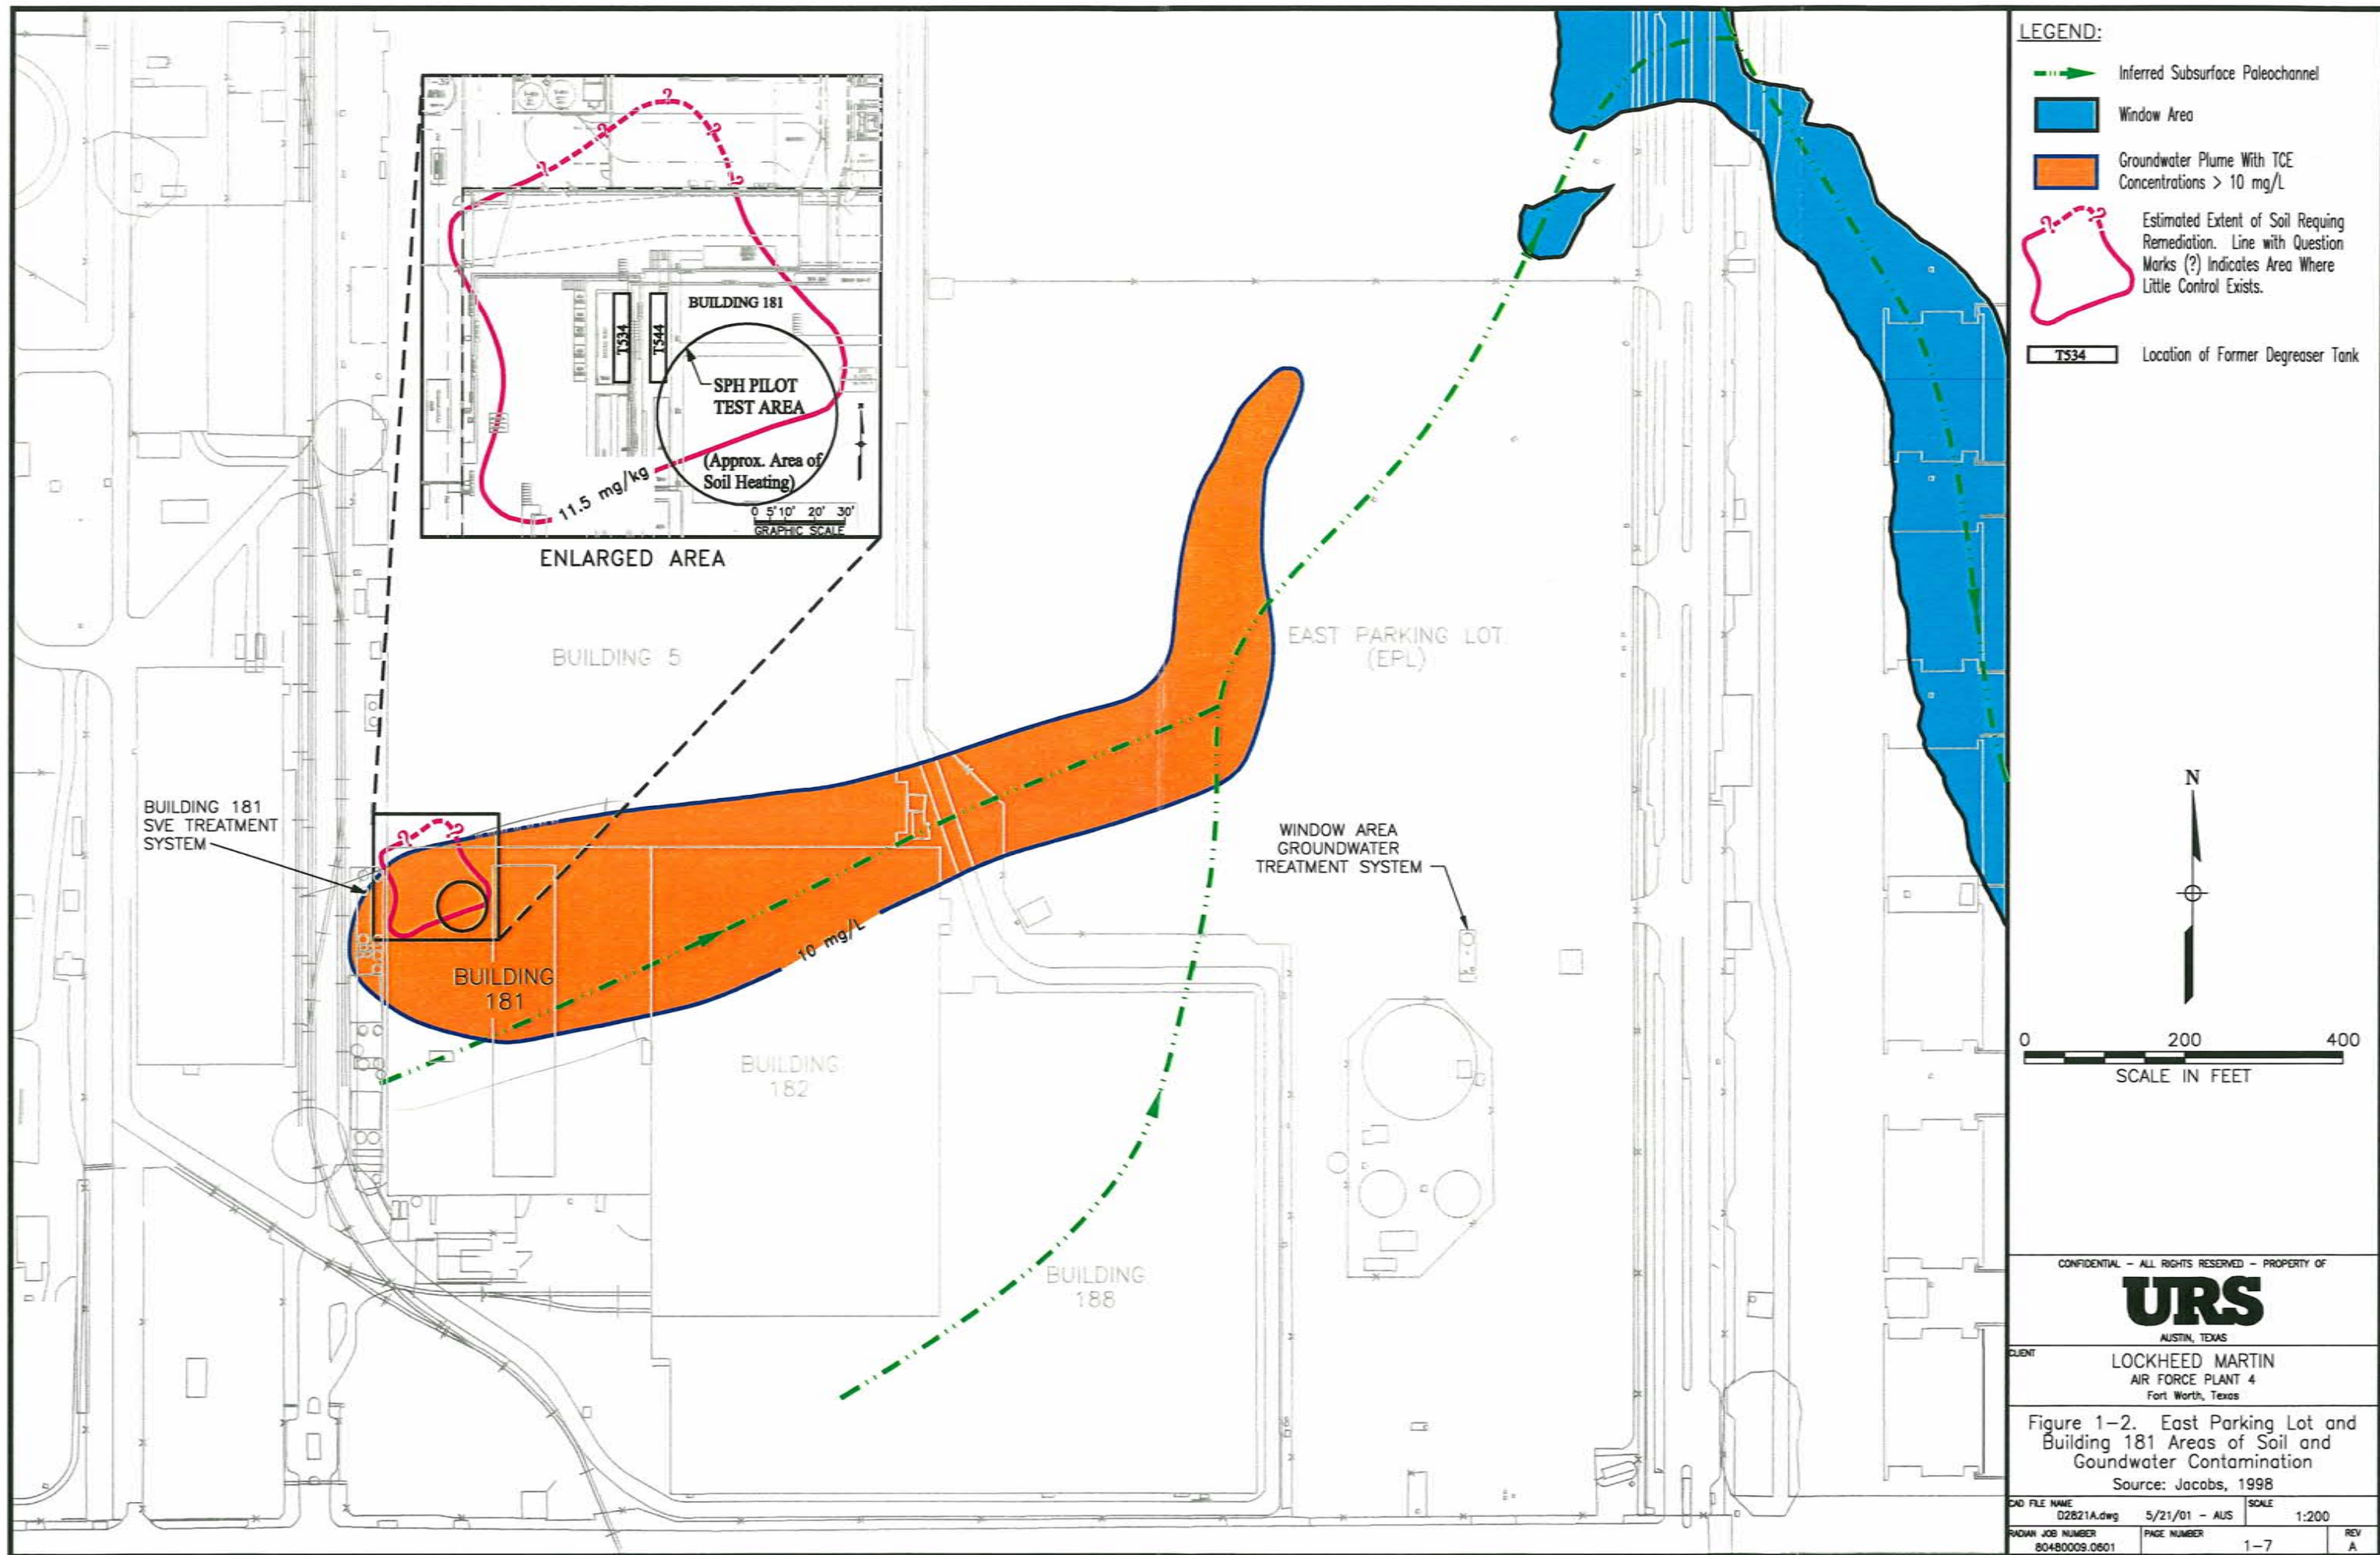 BUILDING 181
T534
T544
SPH PILOT
TEST AREA
(Approx. Area of
Soil Heating)
11.5 mg/kg
0 5' 10' 20' 30'
GRAPHIC SCALE
ENLARGED AREA
BUILDING 5
EAST PARKING LOT
(EPL)
BUILDING 181
SVE TREATMENT
SYSTEM
WINDOW AREA
GROUNDWATER
TREATMENT SYSTEM
10 mg/L
BUILDING
181
BUILDING
182
BUILDING
188
LEGEND:
Inferred Subsurface Paleochannel
Window Area
Groundwater Plume With TCE
Concentrations > 10 mg/L
Estimated Extent of Soil Requing
Remediation. Line with Question
Marks (?) Indicates Area Where
Little Control Exists.
T534
Location of Former Degreaser Tank
N
0 200 400
SCALE IN FEET
CONFIDENTIAL - ALL RIGHTS RESERVED - PROPERTY OF
URS
AUSTIN, TEXAS
CLIENT
LOCKHEED MARTIN
AIR FORCE PLANT 4
Fort Worth, Texas
Figure 1-2. East Parking Lot and
Building 181 Areas of Soil and
Goundwater Contamination
Source: Jacobs, 1998
CAD FILE NAME
D2821A.dwg 5/21/01 - AUS
SCALE
1:200
RADIAN JOB NUMBER
80480009.0601
PAGE NUMBER
1-7
REV
A